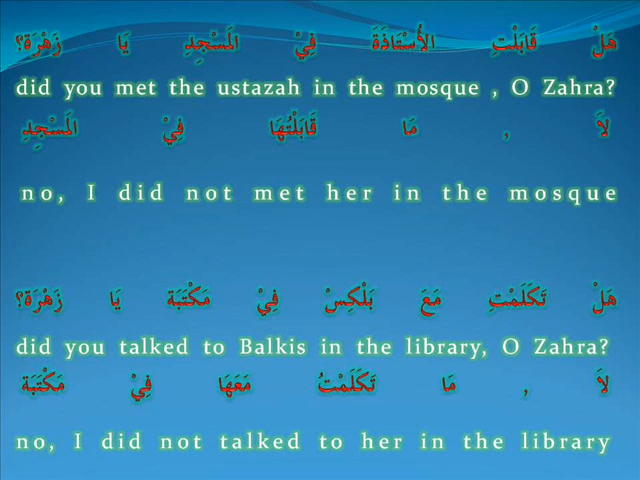 هَلْ قَابَلْتِ الأُسْتَاذَةَ فِيْ المَسْجِدِ يَا زَهْرَة؟
did you met the ustazah in the mosque , O Zahra?
لاَ , مَا قَابَلْتُهَا فِيْ المَسْجِدِ
no, I did not met her in the mosque
هَلْ تَكَلَمْتِ مَعَ بَلْكِسْ فِيْ مَكْتَبَة يَا زَهْرَة؟
did you talked to Balkis in the library, O Zahra?
لاَ , مَا تَكَلَمْتُ مَعَهَا فِيْ مَكْتَبَة
no, I did not talked to her in the library